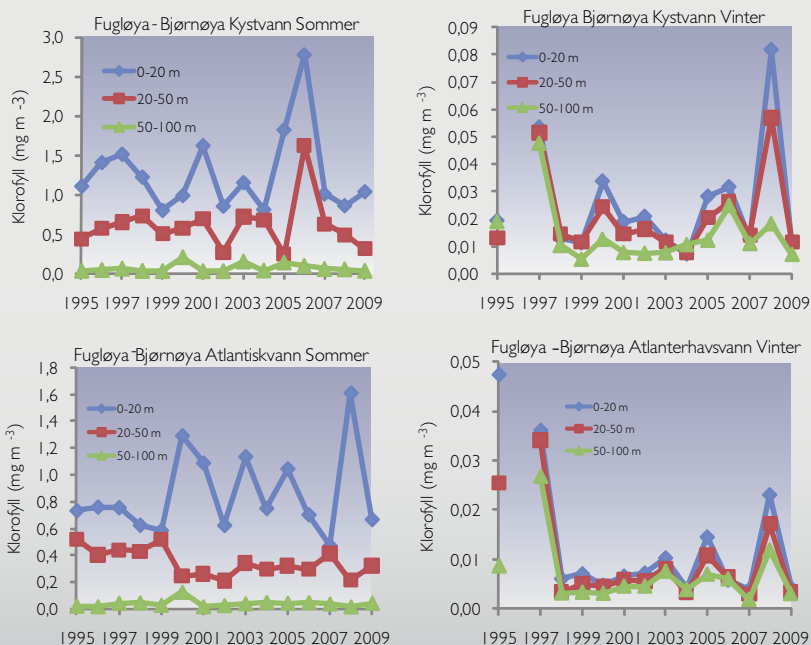 Fugløya - Bjørnøya Kystvann Sommer
Klorofyll (mg m -3)
3,0
2,5
2,0
1,5
1,0
0,5
0,0
0-20 m
20-50 m
50-100 m
1995 1997 1999 2001 2003 2005 2007 2009
Fugløya Bjørnøya Kystvann Vinter
Klorofyll (mg m -3)
0,09
0,08
0,07
0,06
0,05
0,04
0,03
0,02
0,01
0,00
0-20 m
20-50 m
50-100 m
1995 1997 1999 2001 2003 2005 2007 2009
Fugløya -Bjørnøya Atlantiskvann Sommer
Klorofyll (mg m -3)
1,8
1,6
1,4
1,2
1,0
0,8
0,6
0,4
0,2
0,0
0-20 m
20-50 m
50-100 m
1995 1997 1999 2001 2003 2005 2007 2009
Fugløya -Bjørnøya Atlanterhavsvann Vinter
Klorofyll (mg m -3)
0,05
0,04
0,03
0,02
0,01
0,00
0-20 m
20-50 m
50-100 m
1995 1997 1999 2001 2003 2005 2007 2009